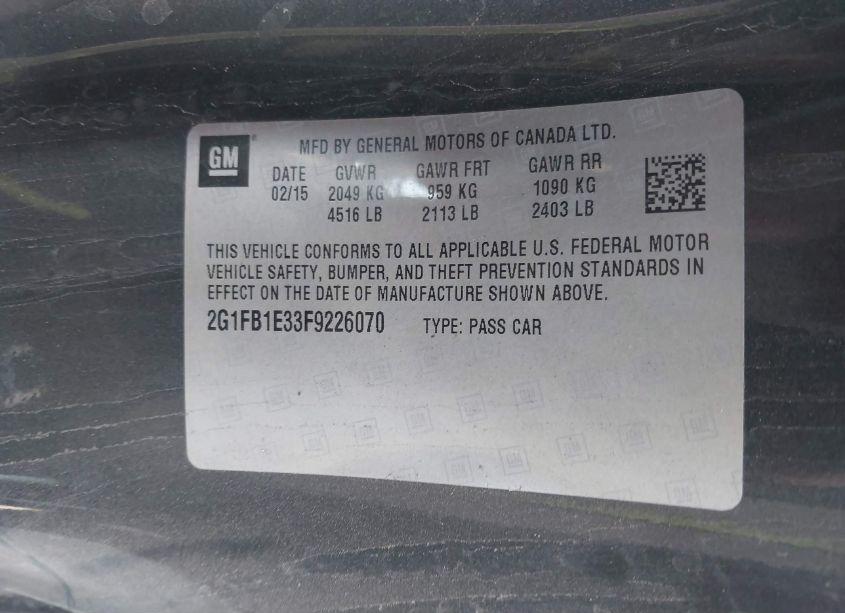 GM
MFD BY GENERAL MOTORS OF CANADA LTD.
DATE GVWR GAWR FRT GAWR RR
02/15 2049 KG 959 KG 1090 KG
4516 LB 2113 LB 2403 LB
THIS VEHICLE CONFORMS TO ALL APPLICABLE U.S. FEDERAL MOTOR
VEHICLE SAFETY, BUMPER, AND THEFT PREVENTION STANDARDS IN
EFFECT ON THE DATE OF MANUFACTURE SHOWN ABOVE.
2G1FB1E33F9226070 TYPE: PASS CAR